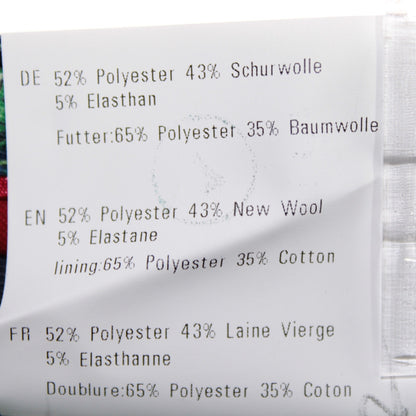 DE 52% Polyester 43% Schurwolle
5% Elasthan
Futter:65% Polyester 35% Baumwolle
EN 52% Polyester 43% New Wool
5% Elastane
lining:65% Polyester 35% Cotton
FR 52% Polyester 43% Laine Vierge
5% Elasthanne
Doublure:65% Polyester 35% Coton